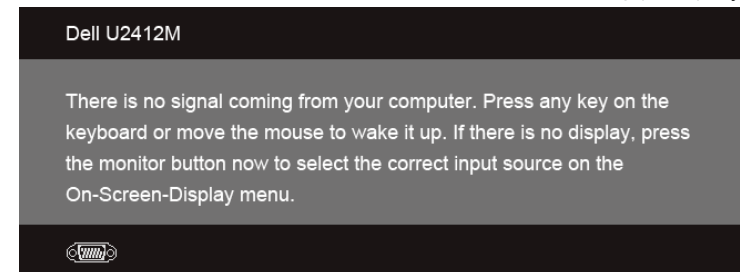 Dell U2412M
There is no signal coming from your computer. Press any key on the
keyboard or move the mouse to wake it up. If there is no display, press
the monitor button now to select the correct input source on the
On-Screen-Display menu.